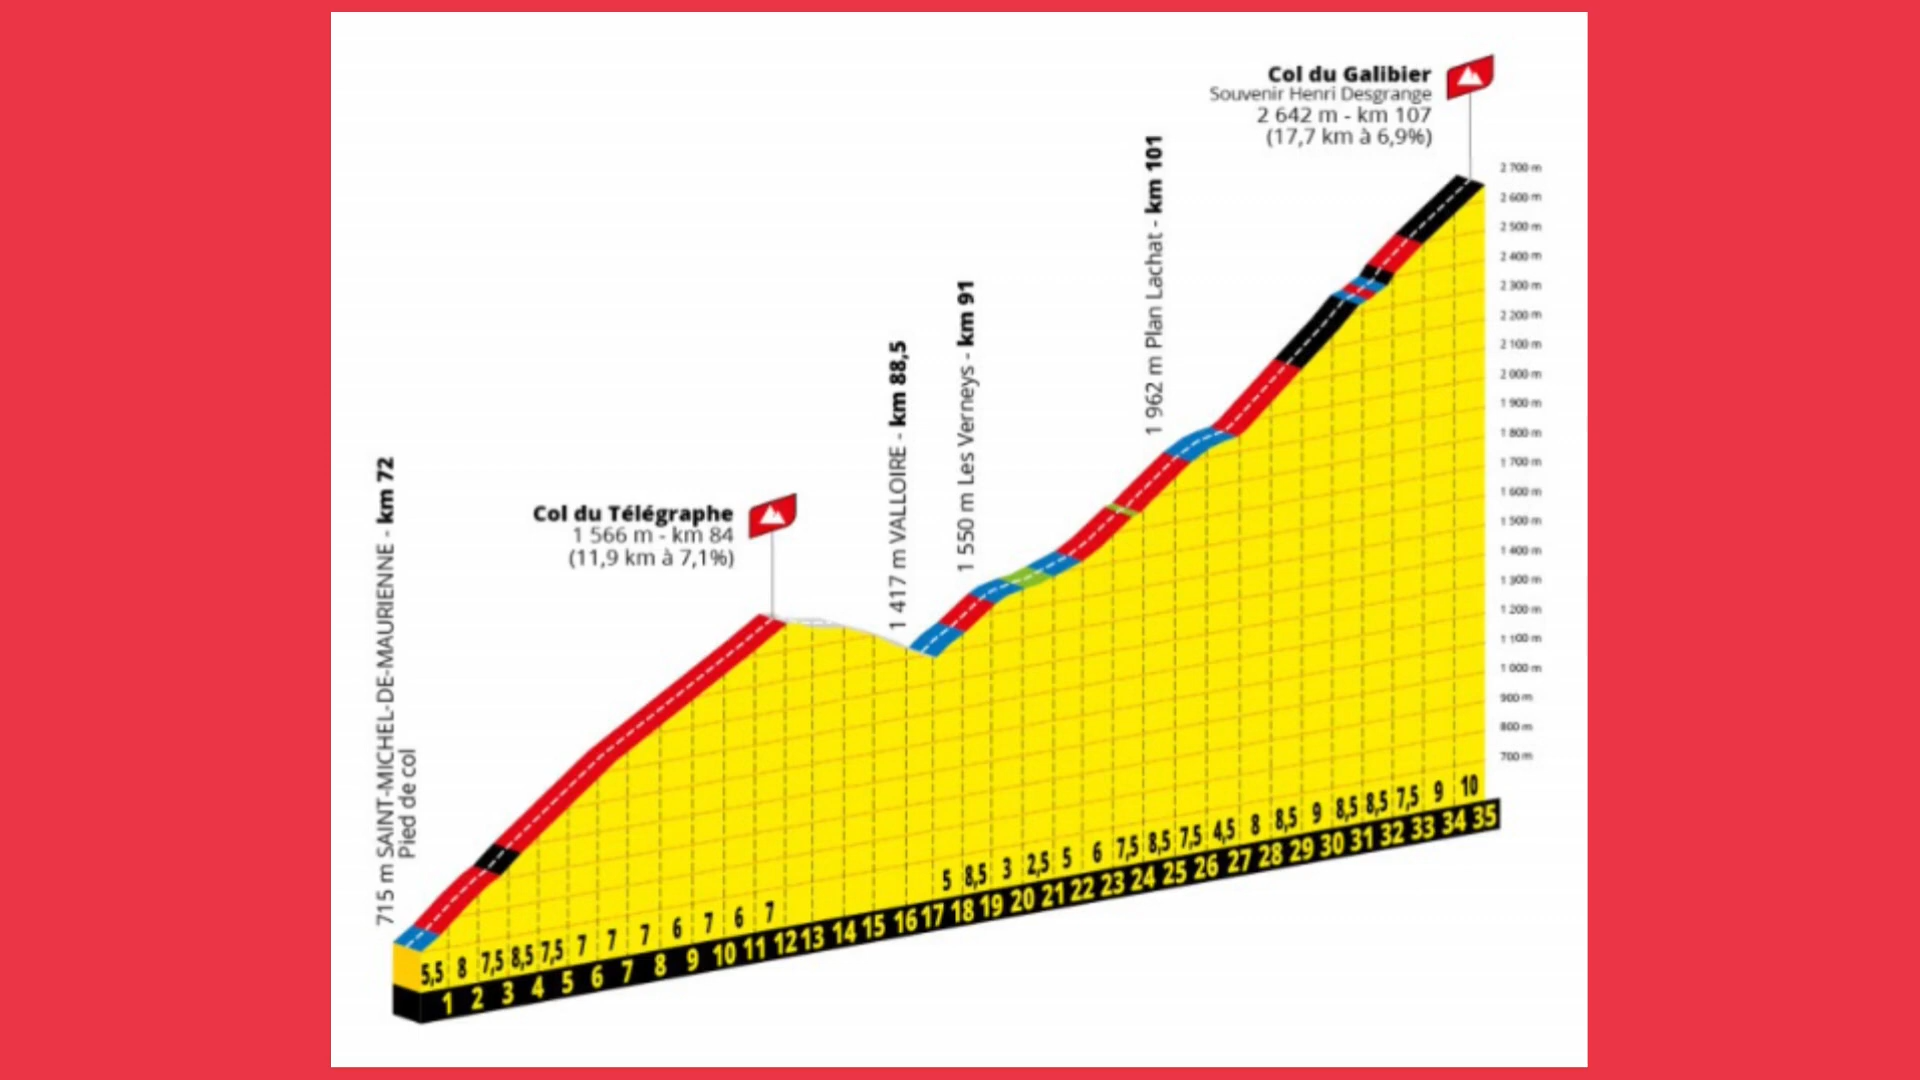 Col du Galibier
Souvenir Henri Desgrange
2 642 m - km 107
(17,7 km à 6,9%)
1 962 m Plan Lachat - km 101
1 550 m Les Verneys - km 91
1 417 m VALLOIRE - km 88,5
Col du Télégraphe
1 566 m - km 84
(11,9 km à 7,1%)
715 m SAINT-MICHEL-DE-MAURIENNE - km 72
Pied de col
2 700 m
2 600 m
2 500 m
2 400 m
2 300 m
2 200 m
2 100 m
2 000 m
1 900 m
1 800 m
1 700 m
1 600 m
1 500 m
1 400 m
1 300 m
1 200 m
1 100 m
1 000 m
900 m
800 m
700 m
5,5 8 7,5 8,5 7,5 7 7 7 6 7 6 7 5 8,5 3 2,5 5 6 7,5 8,5 7,5 4,5 8 8,5 9 8,5 8,5 7,5 9 10
1 2 3 4 5 6 7 8 9 10 11 12 13 14 15 16 17 18 19 20 21 22 23 24 25 26 27 28 29 30 31 32 33 34 35